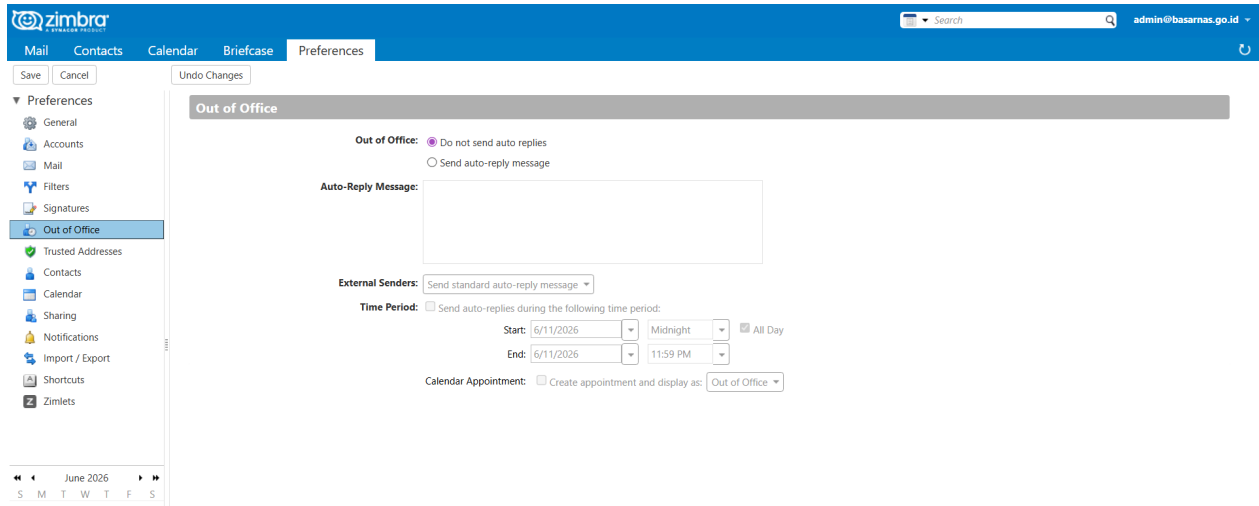 zimbra
A SYNACOR PRODUCT
Search
admin@basarnas.go.id
Mail Contacts Calendar Briefcase Preferences
Save Cancel Undo Changes
Preferences
General
Accounts
Mail
Filters
Signatures
Out of Office
Trusted Addresses
Contacts
Calendar
Sharing
Notifications
Import / Export
Shortcuts
Zimlets
June 2026
S M T W T F S
Out of Office
Out of Office: Do not send auto replies
Send auto-reply message
Auto-Reply Message:
External Senders: Send standard auto-reply message
Time Period: Send auto-replies during the following time period:
Start: 6/11/2026 Midnight All Day
End: 6/11/2026 11:59 PM
Calendar Appointment: Create appointment and display as: Out of Office